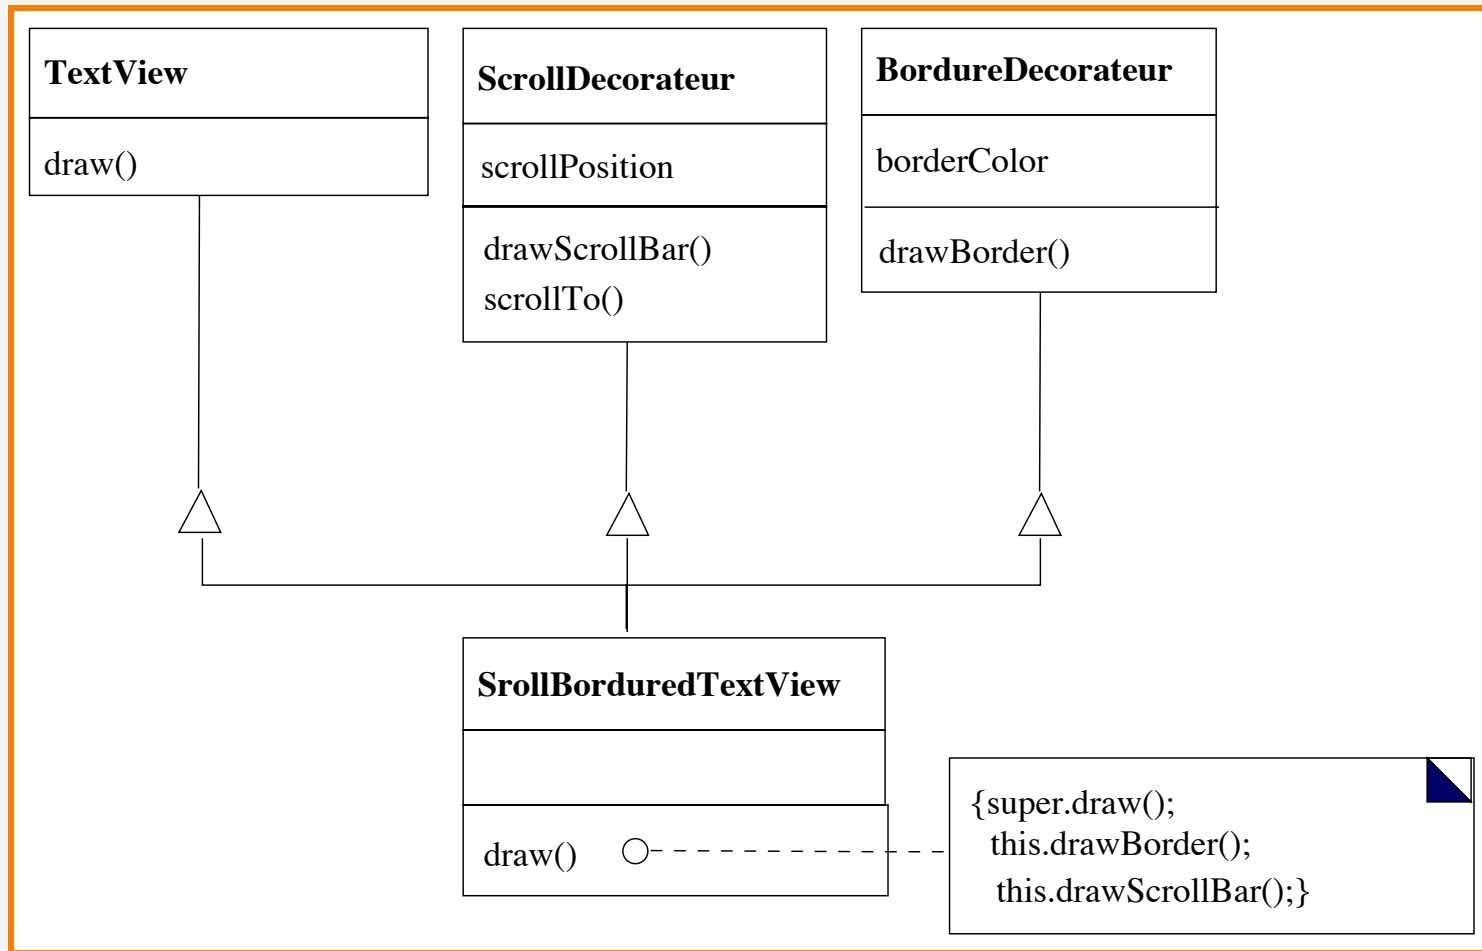 TextView
draw()
ScrollDecorateur
scrollPosition
drawScrollBar()
scrollTo()
BordureDecorateur
borderColor
drawBorder()
SrollBorduredTextView
draw()
{super.draw();
this.drawBorder();
this.drawScrollBar();}